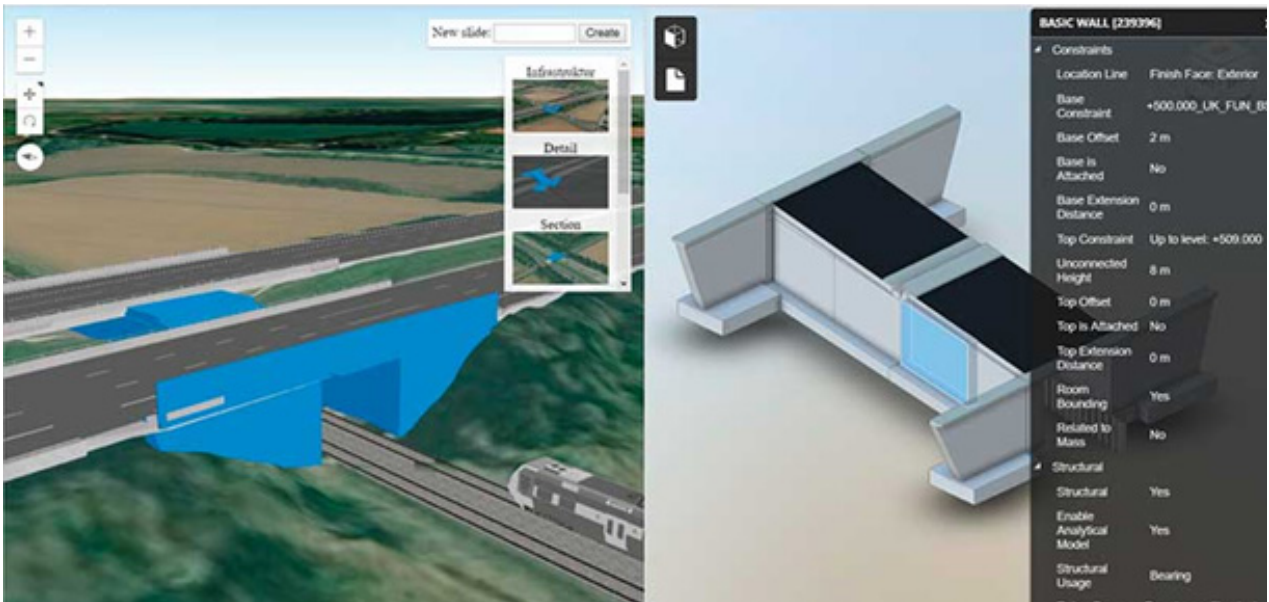 New slide:
Create
Infrastruktur
Detail
Section
BASIC WALL [239396]
Constraints
Location Line Finish Face: Exterior
Base
Constraint +500.000_UK_FUN_BS
Base Offset 2 m
Base is
Attached No
Base Extension
Distance 0 m
Top Constraint Up to level: +509.000
Unconnected
Height 8 m
Top Offset 0 m
Top is Attached No
Top Extension
Distance 0 m
Room
Bounding Yes
Related to
Mass No
Structural
Structural Yes
Enable
Analytical
Model Yes
Structural
Usage Bearing